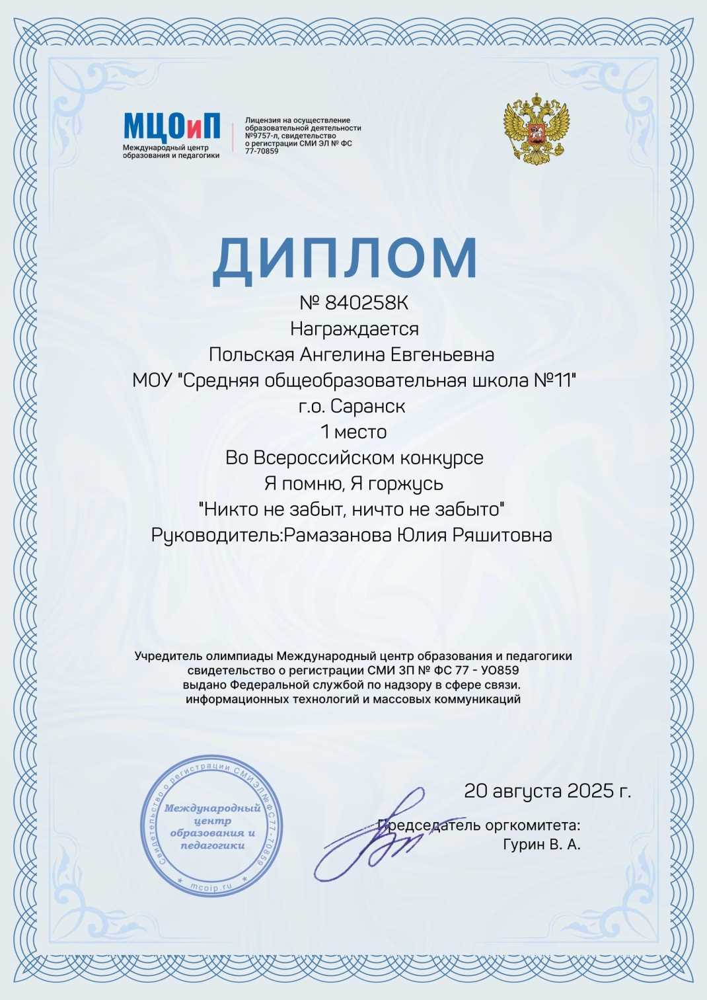 МЦОиП
Международный центр
образования и педагогики
Лицензия на осуществление
образовательной деятельности
№9757-л, свидетельство
о регистрации СМИ ЭЛ № ФС
77-70859
ДИПЛОМ
№ 840258К
Награждается
Польская Ангелина Евгеньевна
МОУ "Средняя общеобразовательная школа №11"
г.о. Саранск
1 место
Во Всероссийском конкурсе
Я помню, Я горжусь
"Никто не забыт, ничто не забыто"
Руководитель:Рамазанова Юлия Ряшитовна
Учредитель олимпиады Международный центр образования и педагогики
свидетельство о регистрации СМИ ЗП № ФС 77 - УО859
выдано Федеральной службой по надзору в сфере связи.
информационных технологий и массовых коммуникаций
Свидетельство о регистрации СМИ ЭЛ № ФС 77-70859
Международный
центр
образования и
педагогики
* mcoip.ru *
20 августа 2025 г.
Председатель оргкомитета:
Гурин В. А.